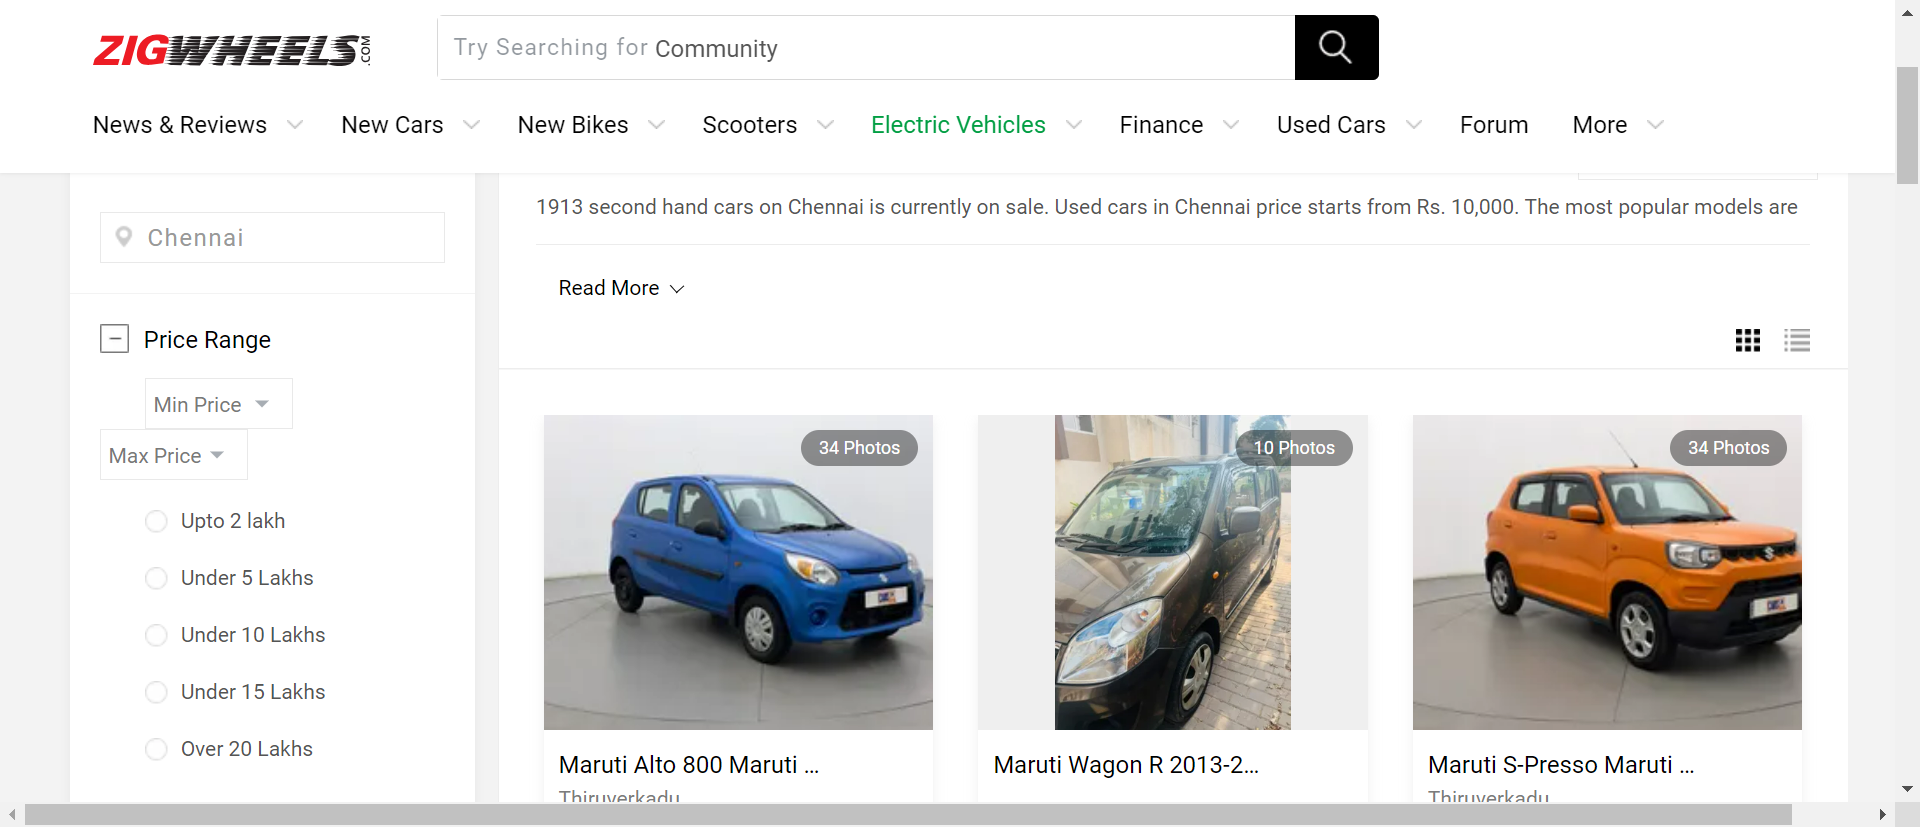 ZIGWHEELS.COM
Try Searching for Community
News & Reviews New Cars New Bikes Scooters Electric Vehicles Finance Used Cars Forum More
Chennai
Price Range
Min Price
Max Price
Upto 2 lakh
Under 5 Lakhs
Under 10 Lakhs
Under 15 Lakhs
Over 20 Lakhs
1913 second hand cars on Chennai is currently on sale. Used cars in Chennai price starts from Rs. 10,000. The most popular models are
Read More
34 Photos
10 Photos
34 Photos
Maruti Alto 800 Maruti ...
Thiruverkadu
Maruti Wagon R 2013-2...
Maruti S-Presso Maruti ...
Thiruverkadu